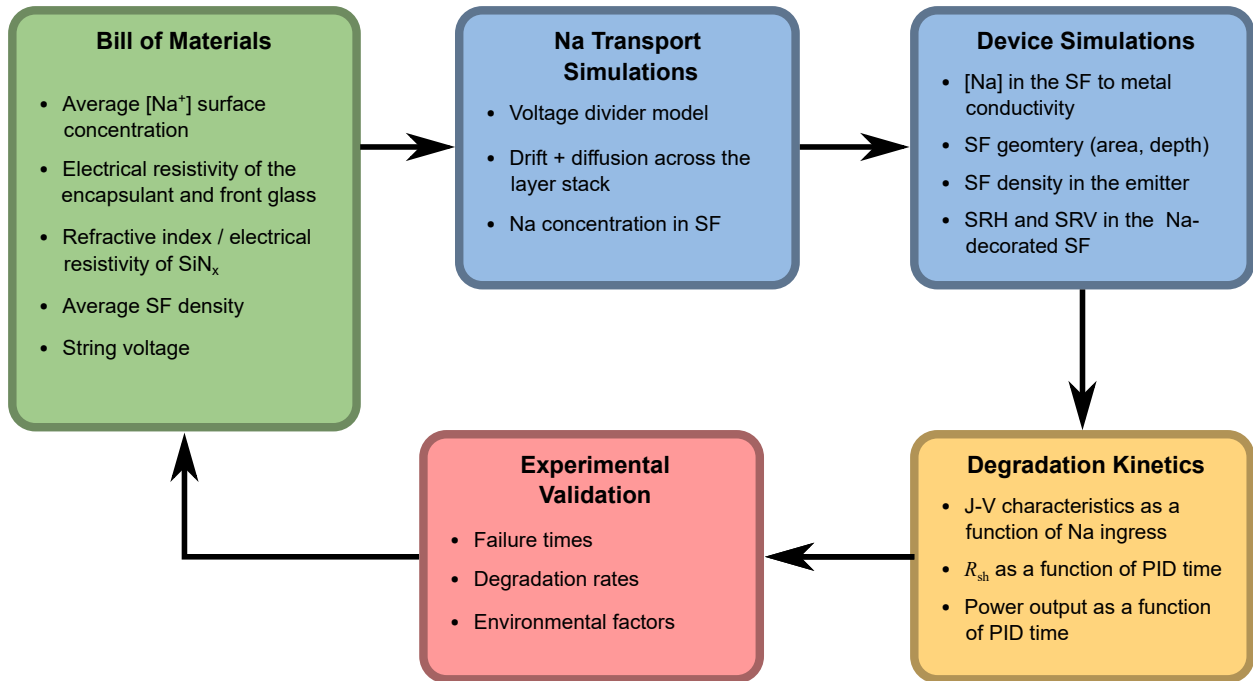 Bill of Materials
• Average [Na⁺] surface
concentration
• Electrical resistivity of the
encapsulant and front glass
• Refractive index / electrical
resistivity of SiNₓ
• Average SF density
• String voltage
Na Transport
Simulations
• Voltage divider model
• Drift + diffusion across the
layer stack
• Na concentration in SF
Device Simulations
• [Na] in the SF to metal
conductivity
• SF geomtery (area, depth)
• SF density in the emitter
• SRH and SRV in the Na-
decorated SF
Degradation Kinetics
• J-V characteristics as a
function of Na ingress
• Rₛₕ as a function of PID time
• Power output as a function
of PID time
Experimental
Validation
• Failure times
• Degradation rates
• Environmental factors